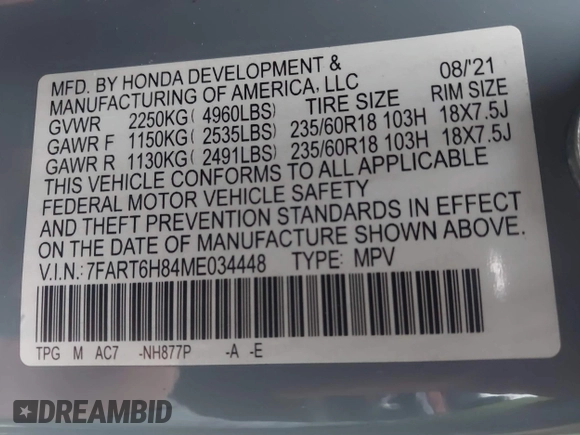 MFD. BY HONDA DEVELOPMENT & 08/'21
MANUFACTURING OF AMERICA, LLC
GVWR 2250KG( 4960LBS) TIRE SIZE RIM SIZE
GAWR F 1150KG( 2535LBS) 235/60R18 103H 18X7.5J
GAWR R 1130KG( 2491LBS) 235/60R18 103H 18X7.5J
THIS VEHICLE CONFORMS TO ALL APPLICABLE
FEDERAL MOTOR VEHICLE SAFETY
AND THEFT PREVENTION STANDARDS IN EFFECT
ON THE DATE OF MANUFACTURE SHOWN ABOVE.
V.I.N.:7FART6H84ME034448 TYPE: MPV
TPG M AC7 -NH877P -A -E
DREAMBID